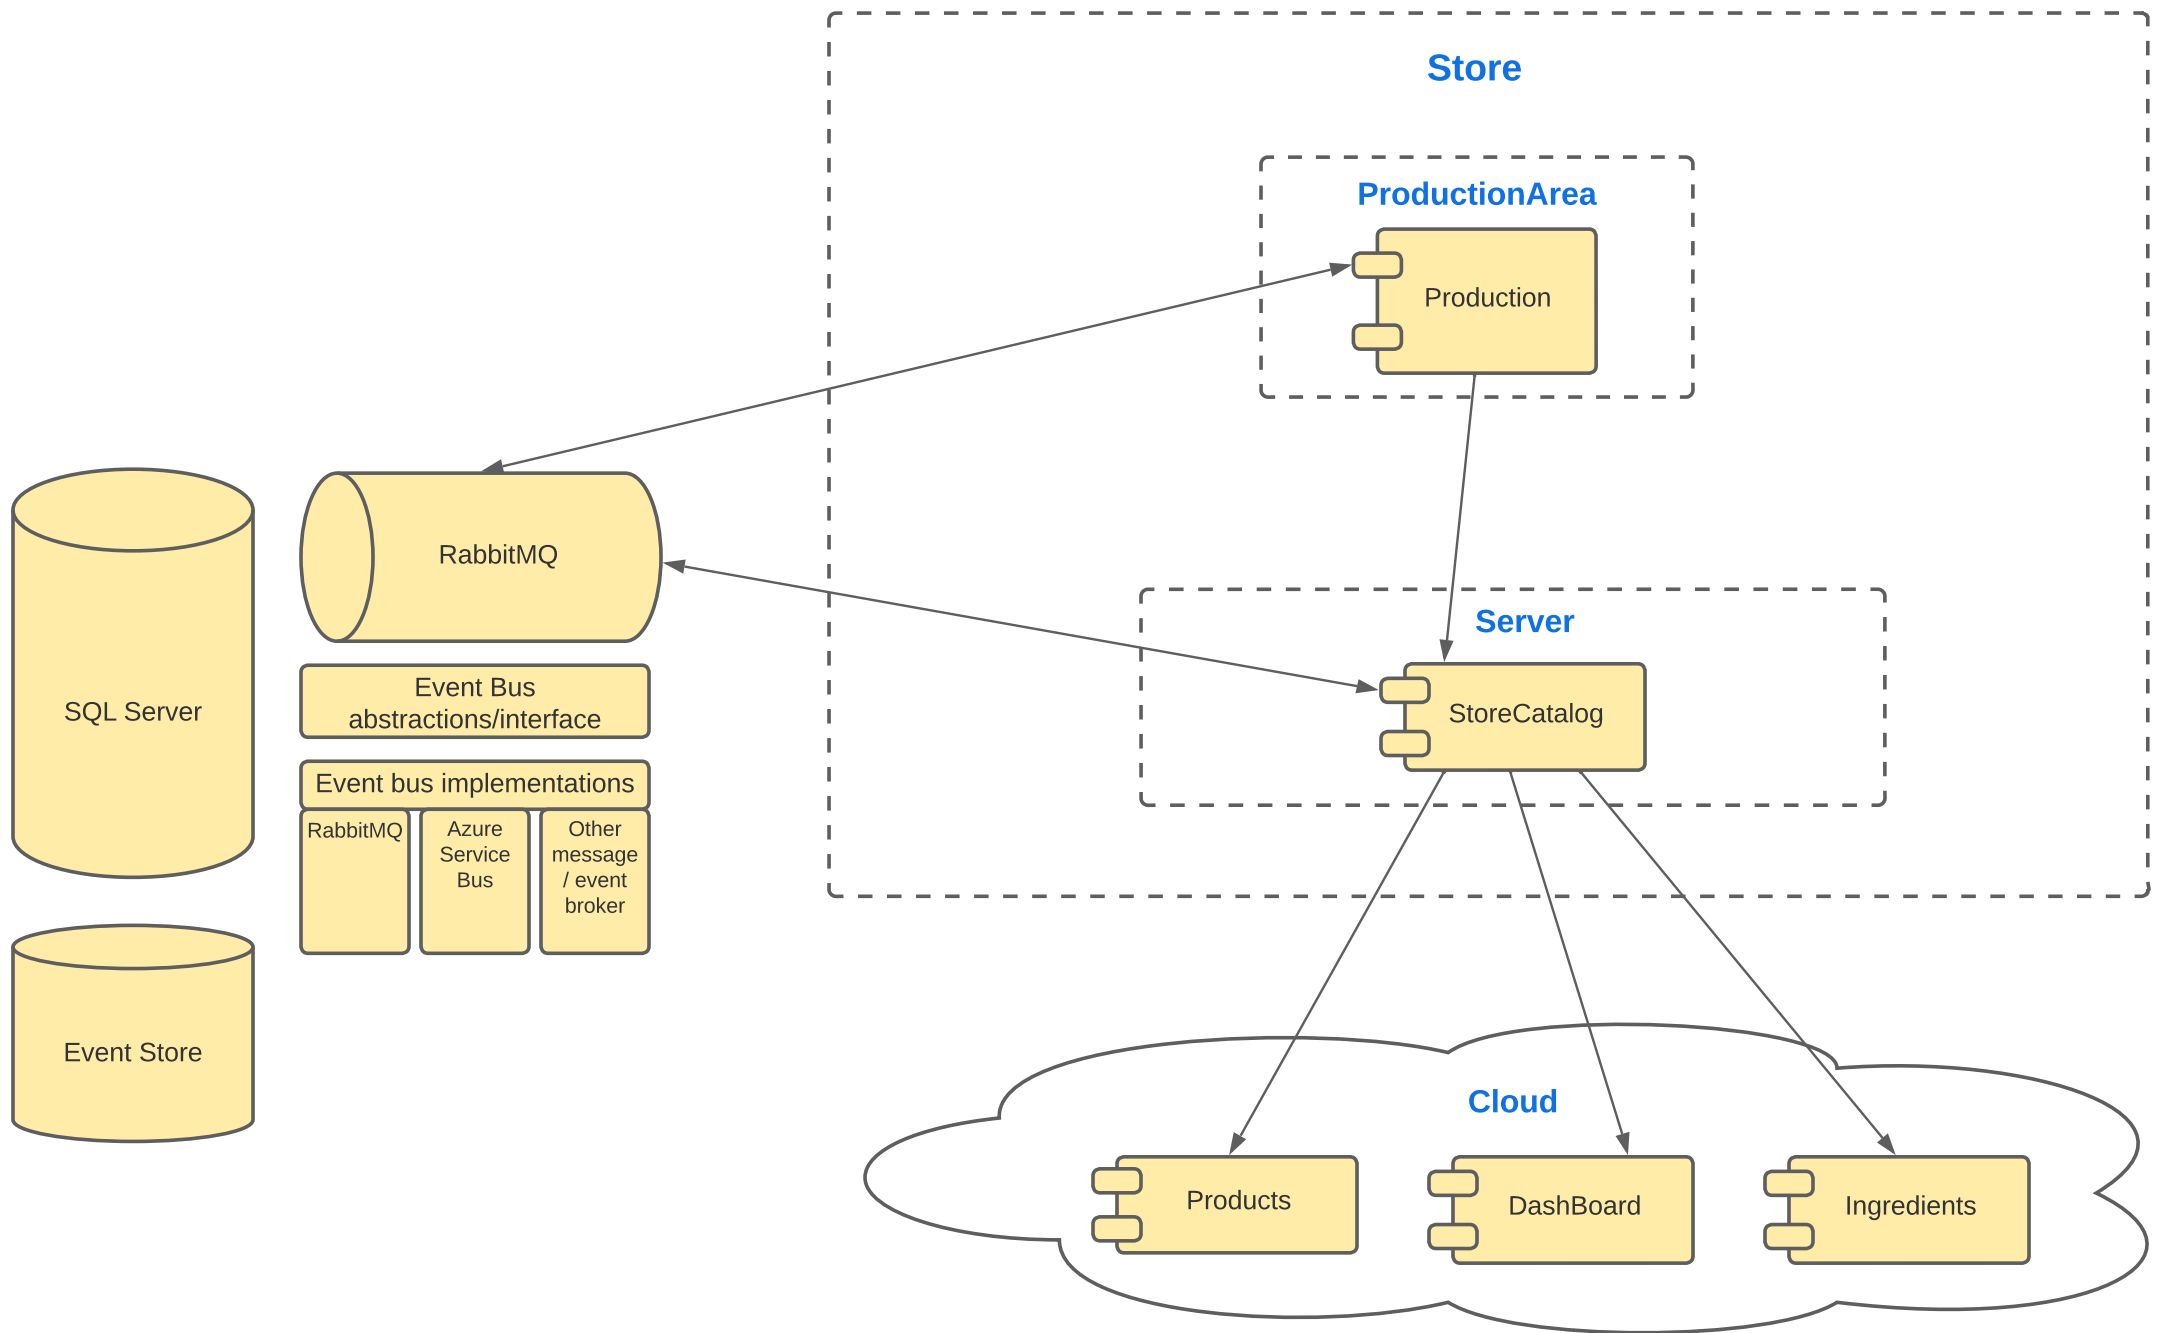 Store
ProductionArea
Production
RabbitMQ
SQL Server
Event Bus
abstractions/interface
Event bus implementations
RabbitMQ
Azure
Service
Bus
Other
message
/ event
broker
Server
StoreCatalog
Event Store
Cloud
Products
DashBoard
Ingredients